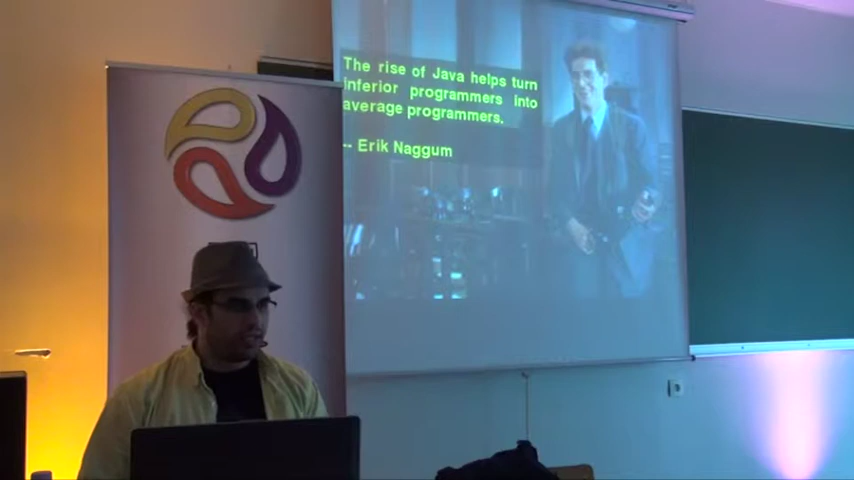 The rise of Java helps turn
inferior programmers into
average programmers.
-- Erik Naggum